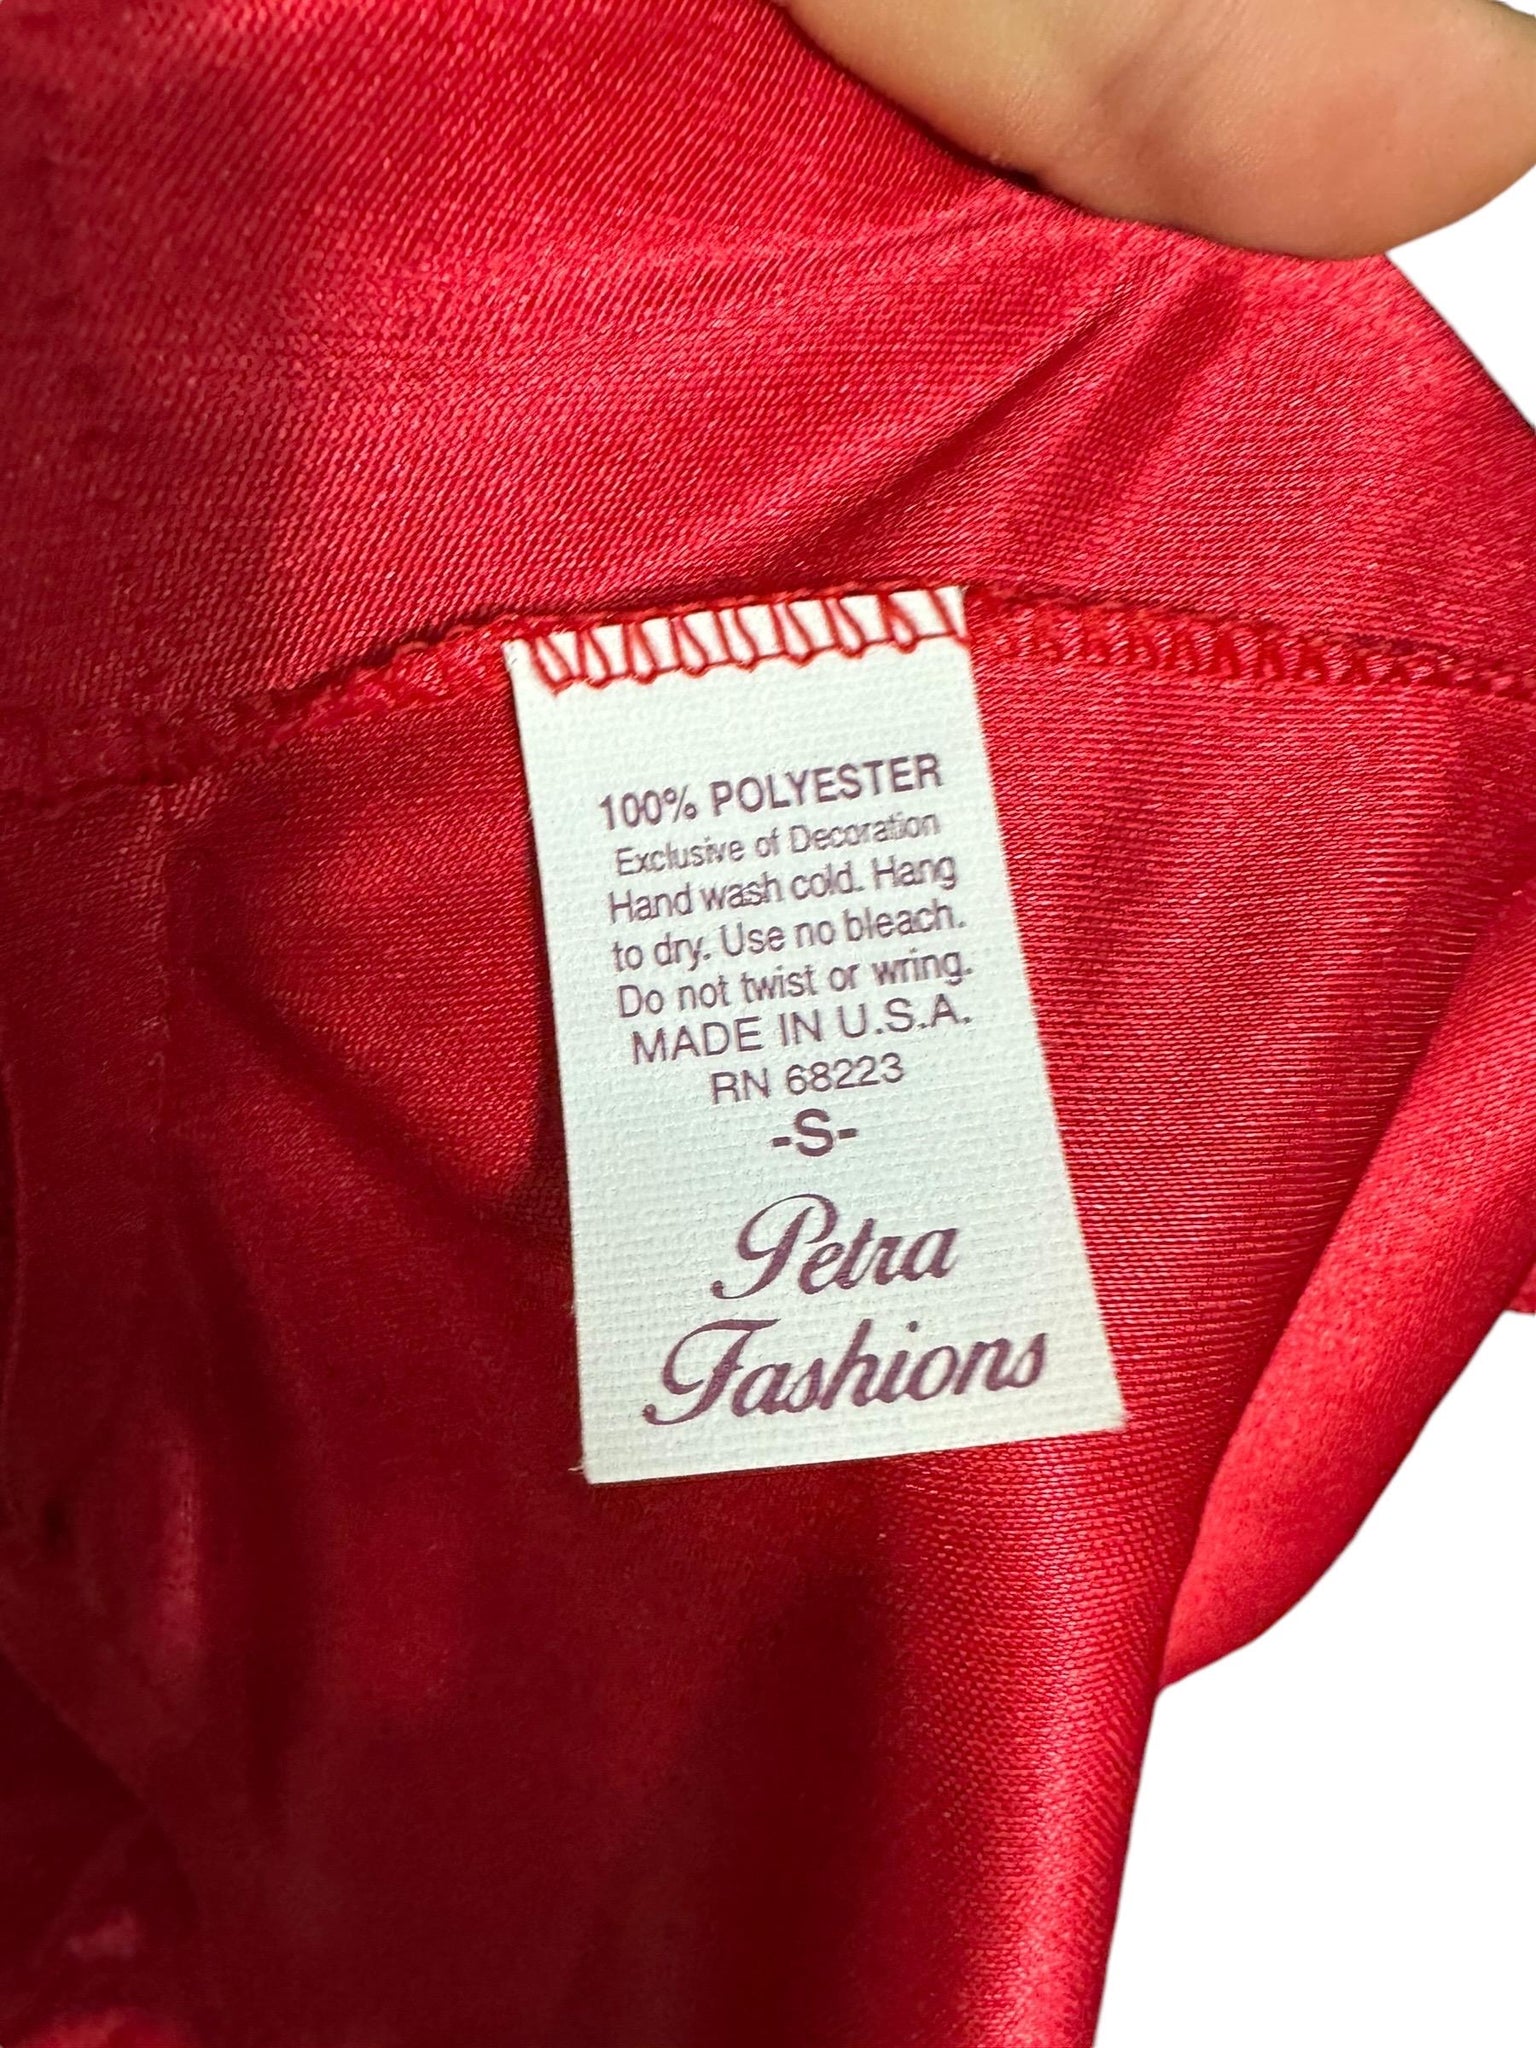 100% POLYESTER
Exclusive of Decoration
Hand wash cold. Hang
to dry. Use no bleach.
Do not twist or wring.
MADE IN U.S.A.
RN 68223
-S-
Petra
Fashions